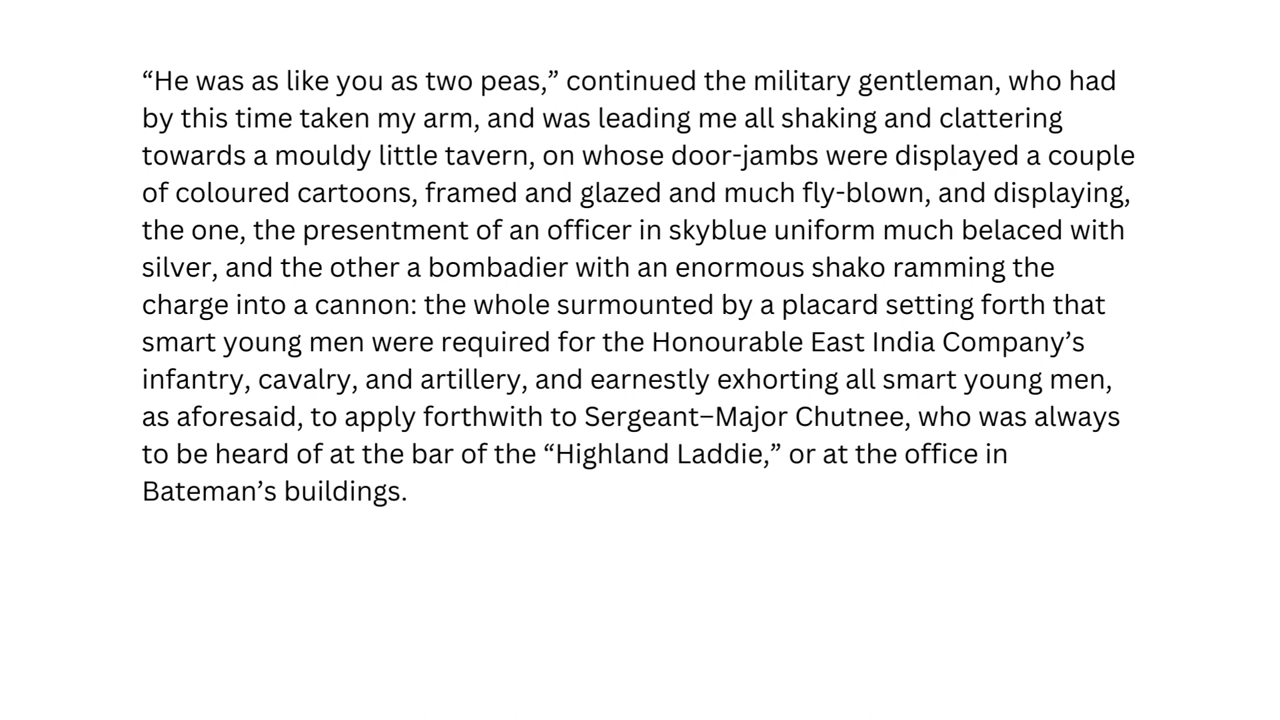 “He was as like you as two peas,” continued the military gentleman, who had
by this time taken my arm, and was leading me all shaking and clattering
towards a mouldy little tavern, on whose door-jambs were displayed a couple
of coloured cartoons, framed and glazed and much fly-blown, and displaying,
the one, the presentment of an officer in skyblue uniform much belaced with
silver, and the other a bombadier with an enormous shako ramming the
charge into a cannon: the whole surmounted by a placard setting forth that
smart young men were required for the Honourable East India Company’s
infantry, cavalry, and artillery, and earnestly exhorting all smart young men,
as aforesaid, to apply forthwith to Sergeant–Major Chutnee, who was always
to be heard of at the bar of the “Highland Laddie,” or at the office in
Bateman’s buildings.